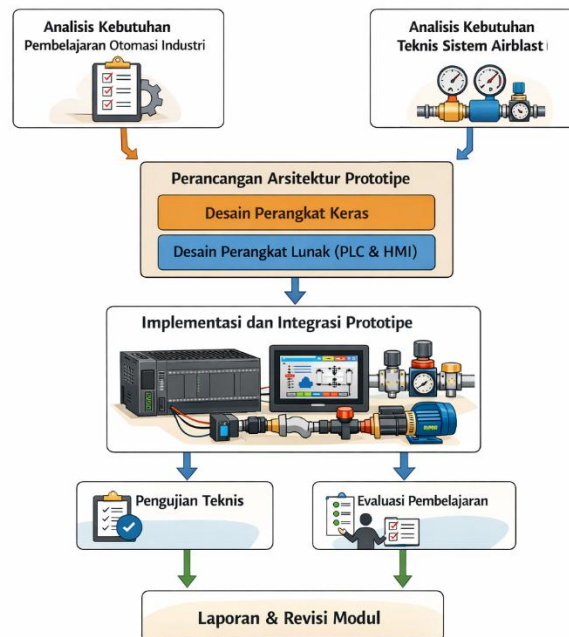 Analisis Kebutuhan
Pembelajaran Otomasi Industri
Analisis Kebutuhan
Teknis Sistem Airblast
Perancangan Arsitektur Prototipe
Desain Perangkat Keras
Desain Perangkat Lunak (PLC & HMI)
Implementasi dan Integrasi Prototipe
Pengujian Teknis
Evaluasi Pembelajaran
Laporan & Revisi Modul